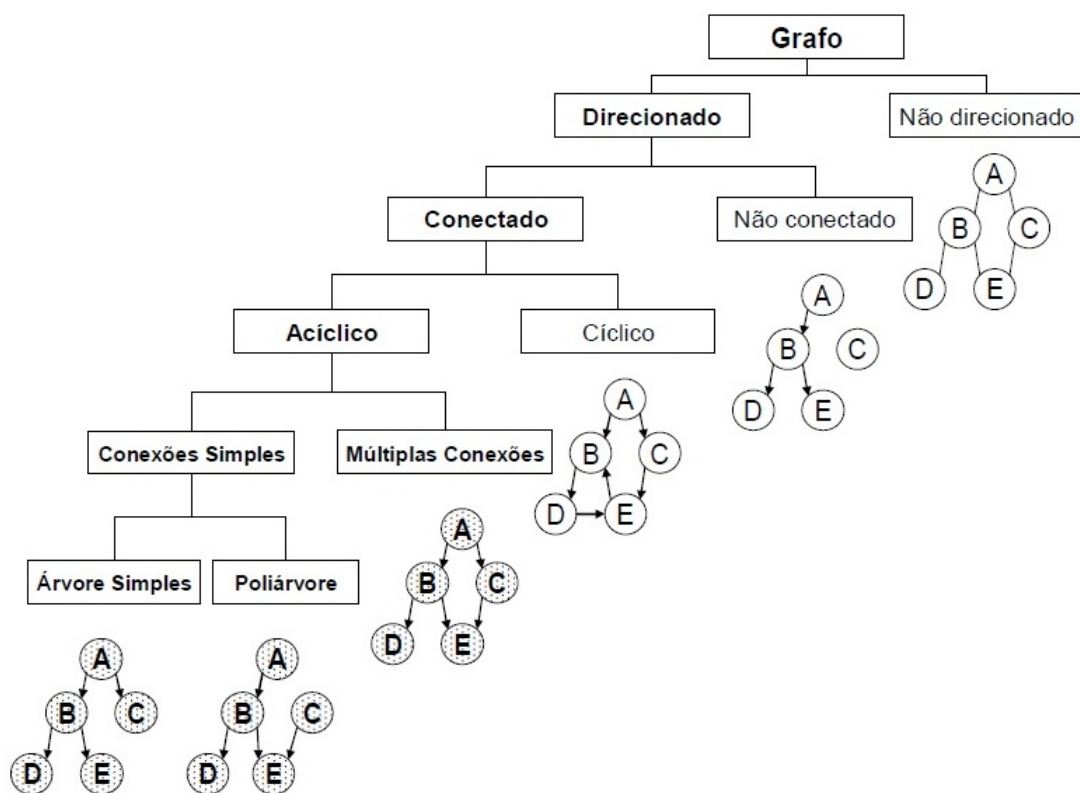 Grafo
Direcionado
Não direcionado
A
Conectado
Não conectado
B
C
D
E
A
Acíclico
Cíclico
B
C
D
E
A
Conexões Simples
Múltiplas Conexões
B
C
D
E
A
Árvore Simples
Poliárvore
B
C
D
E
A
B
C
D
E
A
B
C
D
E